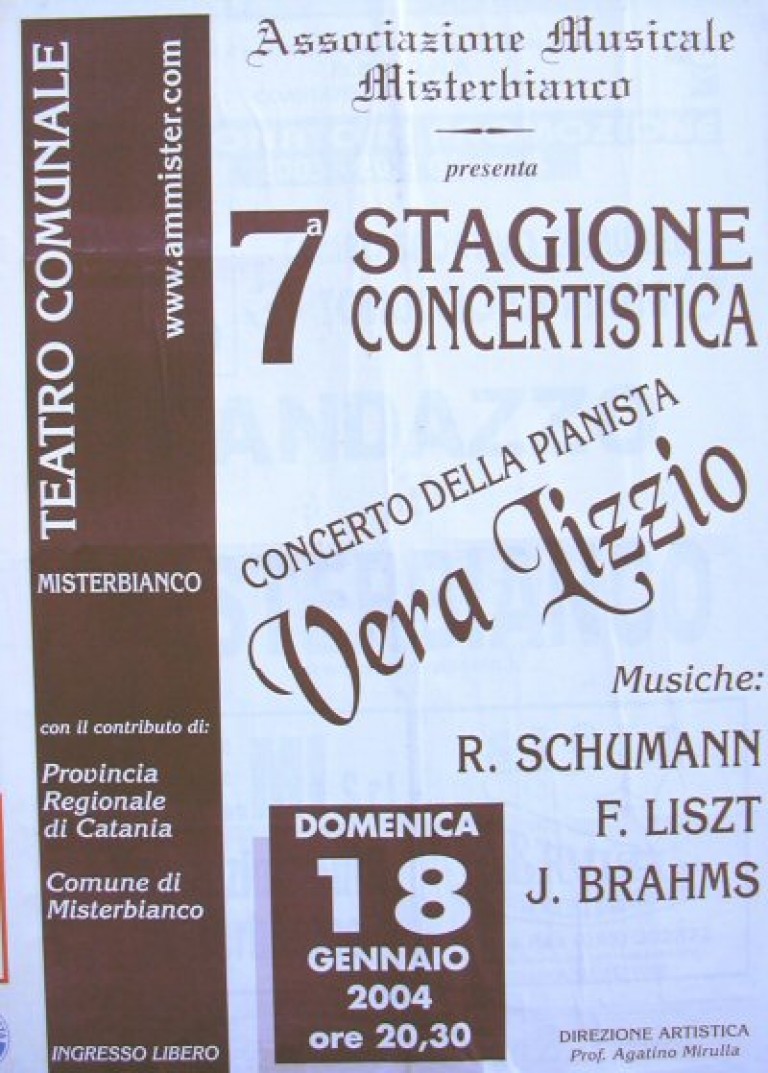 Associazione Musicale
Misterbianco
presenta
7ª STAGIONE
CONCERTISTICA
CONCERTO DELLA PIANISTA
Vera Lizzio
Musiche:
R. SCHUMANN
F. LISZT
J. BRAHMS
DOMENICA
18
GENNAIO
2004
ore 20,30
DIREZIONE ARTISTICA
Prof. Agatino Mirulla
TEATRO COMUNALE
www.ammister.com
MISTERBIANCO
con il contributo di:
Provincia
Regionale
di Catania
Comune di
Misterbianco
INGRESSO LIBERO